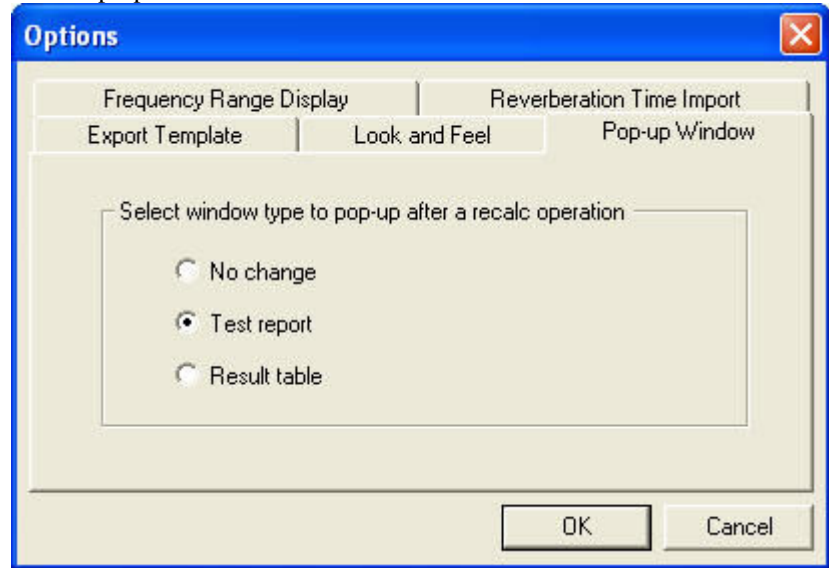 Options
Frequency Range Display
Reverberation Time Import
Export Template
Look and Feel
Pop-up Window
Select window type to pop-up after a recalc operation
No change
Test report
Result table
OK
Cancel